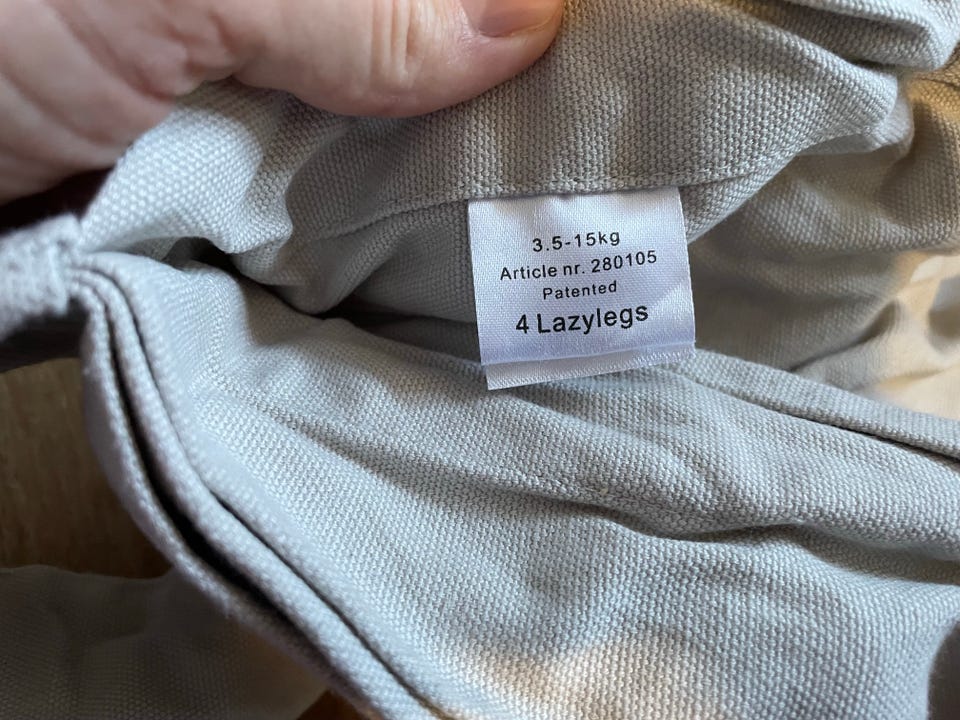 3.5-15kg
Article nr. 280105
Patented
4 Lazylegs